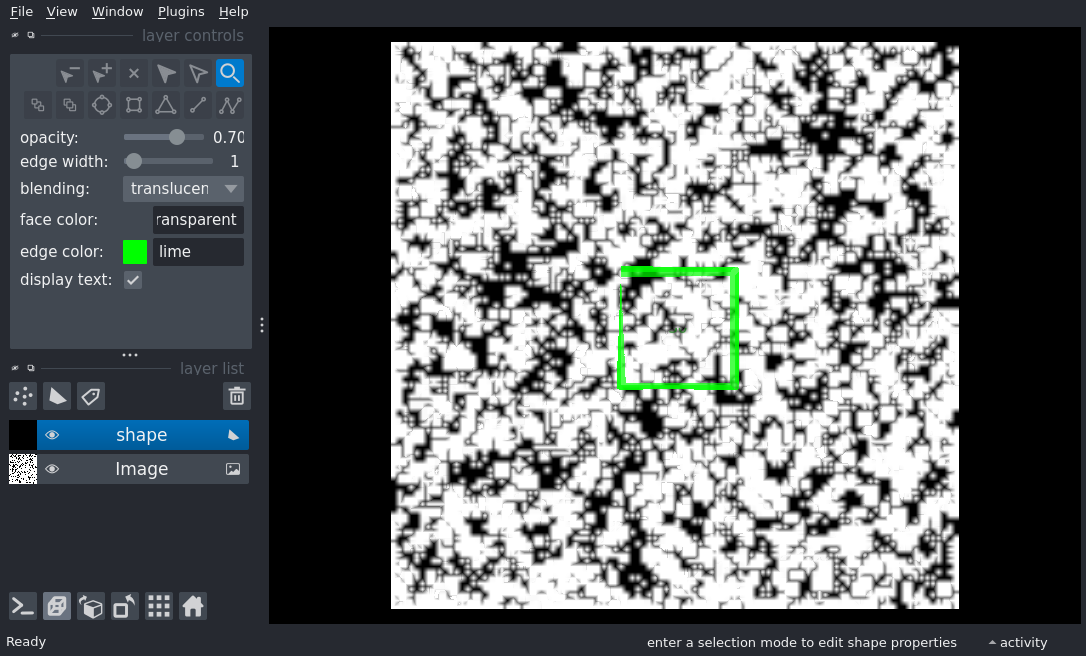 File View Window Plugins Help
layer controls
opacity: 0.70
edge width: 1
blending: translucen
face color: ransparent
edge color: lime
display text:
layer list
shape
Image
Ready
enter a selection mode to edit shape properties
activity